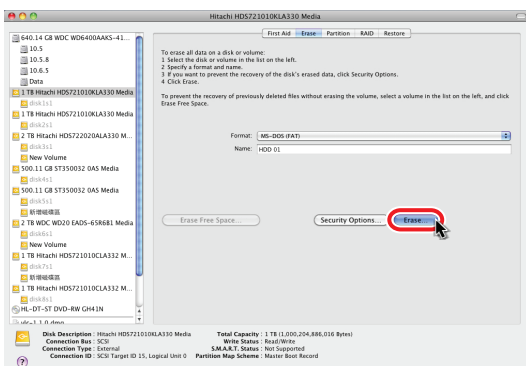 Hitachi HDS721010KLA330 Media
640.14 GB WDC WD6400AAKS-41...
10.5
10.5.8
10.6.5
Data
1 TB Hitachi HDS721010KLA330 Media
disk1s1
1 TB Hitachi HDS721010KLA330 Media
disk2s1
2 TB Hitachi HDS722020ALA330 M...
disk3s1
New Volume
500.11 GB ST350032 0AS Media
disk4s1
500.11 GB ST350032 0AS Media
disk5s1
新增磁碟區
2 TB WDC WD20 EADS-65R6B1 Media
disk6s1
New Volume
1 TB Hitachi HDS721010CLA332 M...
disk7s1
新增磁碟區
1 TB Hitachi HDS721010CLA332 M...
disk8s1
HL-DT-ST DVD-RW GH41N
First Aid Erase Partition RAID Restore
To erase all data on a disk or volume:
1 Select the disk or volume in the list on the left.
2 Specify a format and name.
3 If you want to prevent the recovery of the disk's erased data, click Security Options.
4 Click Erase.
To prevent the recovery of previously deleted files without erasing the volume, select a volume in the list on the left, and click
Erase Free Space.
Format: MS-DOS (FAT)
Name: HDD 01
Erase Free Space... Security Options... Erase...
Disk Description : Hitachi HDS721010KLA330 Media Total Capacity : 1 TB (1,000,204,886,016 Bytes)
Connection Bus : SCSI Write Status : Read/Write
Connection Type : External S.M.A.R.T. Status : Not Supported
Connection ID : SCSI Target ID 15, Logical Unit 0 Partition Map Scheme : Master Boot Record
?